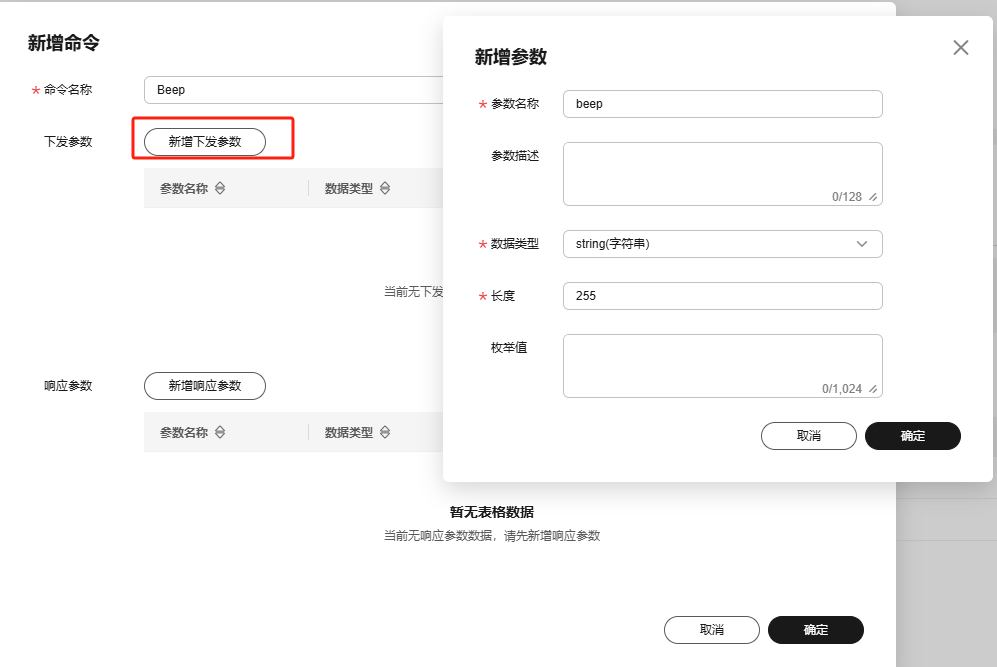 新增命令
* 命令名称 Beep
下发参数 新增下发参数
参数名称 数据类型
当前无下发
响应参数 新增响应参数
参数名称 数据类型
暂无表格数据
当前无响应参数数据，请先新增响应参数
取消 确定
新增参数
* 参数名称 beep
参数描述
0/128
* 数据类型 string(字符串)
* 长度 255
枚举值
0/1,024
取消 确定